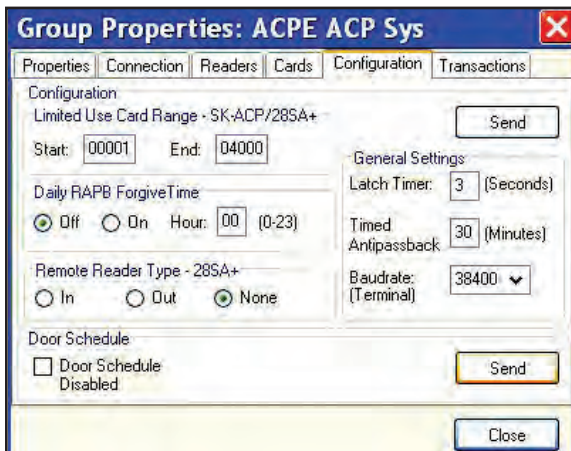 Group Properties: ACPE ACP Sys
Properties Connection Readers Cards Configuration Transactions
Configuration
Limited Use Card Range - SK-ACP/28SA+
Start: 00001 End: 04000
Send
Daily RAPB ForgiveTime
Off On Hour: 00 (0-23)
Remote Reader Type - 28SA+
In Out None
General Settings
Latch Timer: 3 (Seconds)
Timed
Antipassback 30 (Minutes)
Baudrate: 38400
(Terminal)
Door Schedule
Door Schedule
Disabled
Send
Close